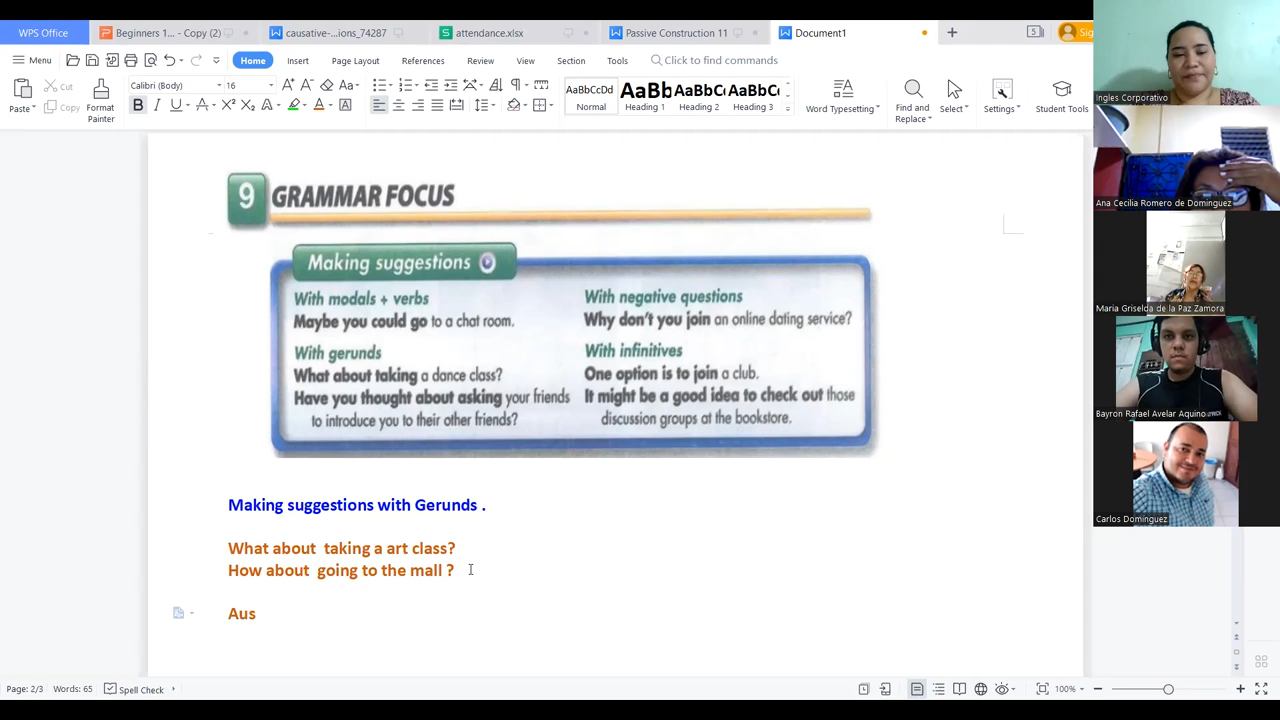 WPS Office
Beginners 1... - Copy (2)
causative-...ions_74287
attendance.xlsx
Passive Construction 11
Document1
Menu
Home
Insert
Page Layout
References
Review
View
Section
Tools
Click to find commands
Paste
Cut
Copy
Format
Painter
Calibri (Body)
16
AaBbCcDd
Normal
AaBb
Heading 1
AaBbC
Heading 2
AaBbC
Heading 3
Word Typesetting
Find and
Replace
Select
Settings
Student Tools
9 GRAMMAR FOCUS
Making suggestions
With modals + verbs
Maybe you could go to a chat room.
With gerunds
What about taking a dance class?
Have you thought about asking your friends
to introduce you to their other friends?
With negative questions
Why don't you join an online dating service?
With infinitives
One option is to join a club.
It might be a good idea to check out those
discussion groups at the bookstore.
Making suggestions with Gerunds .
What about  taking a art class?
How about  going to the mall ?
Aus
Page: 2/3
Words: 65
Spell Check
100%
Ingles Corporativo
Ana Cecilia Romero de Dominguez
Maria Griselda de la Paz Zamora
Bayron Rafael Avelar Aquino
Carlos Dominguez